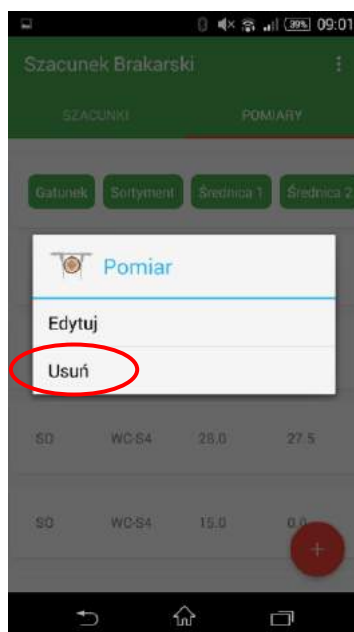 39% 09:01
Szacunek Brakarski
SZACUNKI POMIARY
Gatunek Sortyment Średnica 1 Średnica 2
Pomiar
Edytuj
Usuń
SO WC-S4 28.0 27.5
SO WC-S4 15.0 0.0
+